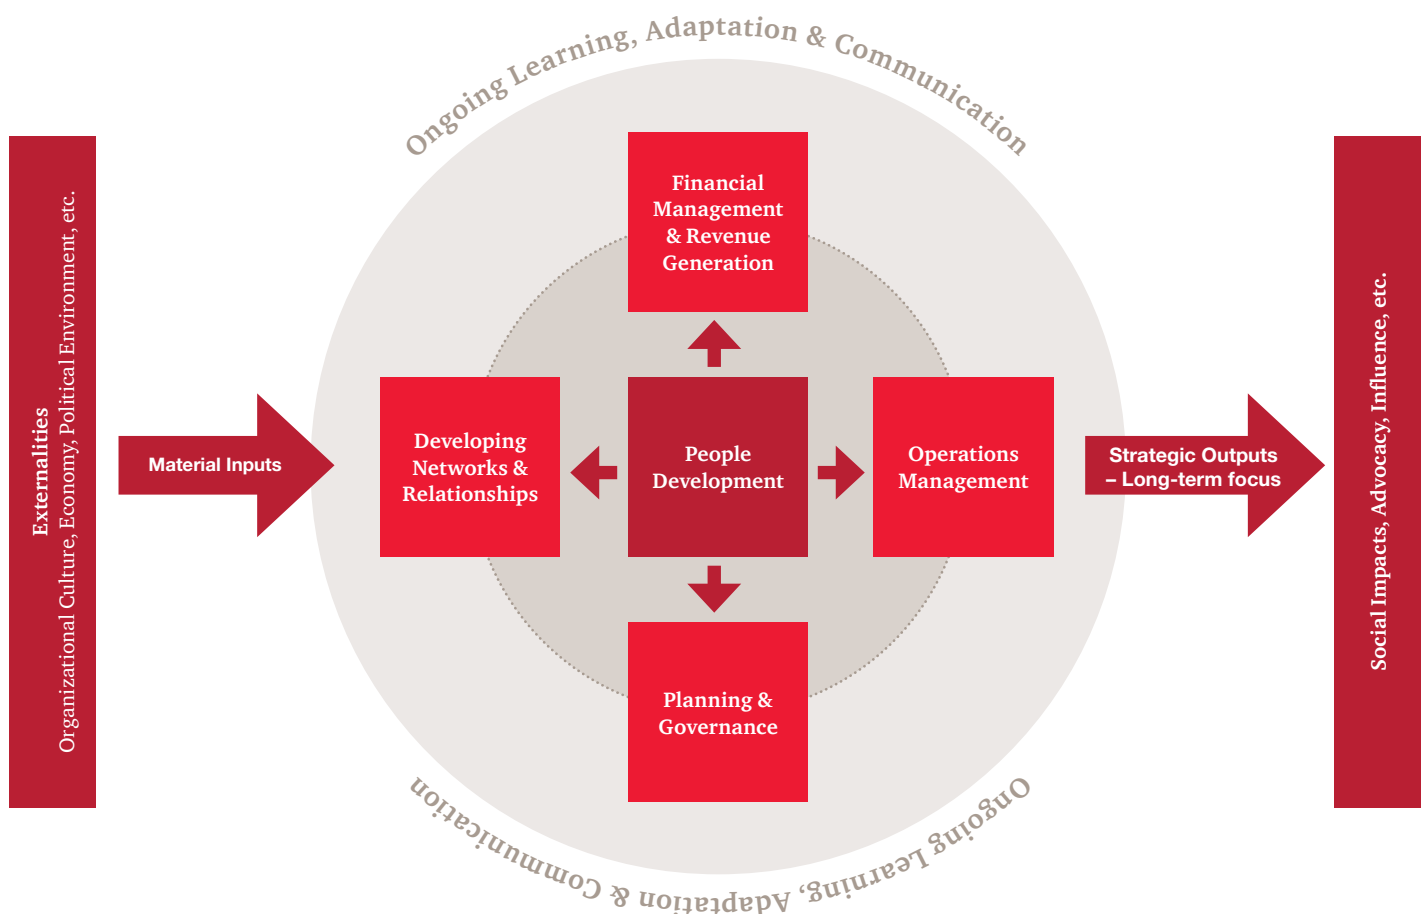 Ongoing Learning, Adaptation & Communication
Externalities
Organizational Culture, Economy, Political Environment, etc.
Material Inputs
Financial
Management
& Revenue
Generation
Developing
Networks &
Relationships
People
Development
Operations
Management
Planning &
Governance
Strategic Outputs
– Long-term focus
Social Impacts, Advocacy, Influence, etc.
Ongoing Learning, Adaptation & Communication